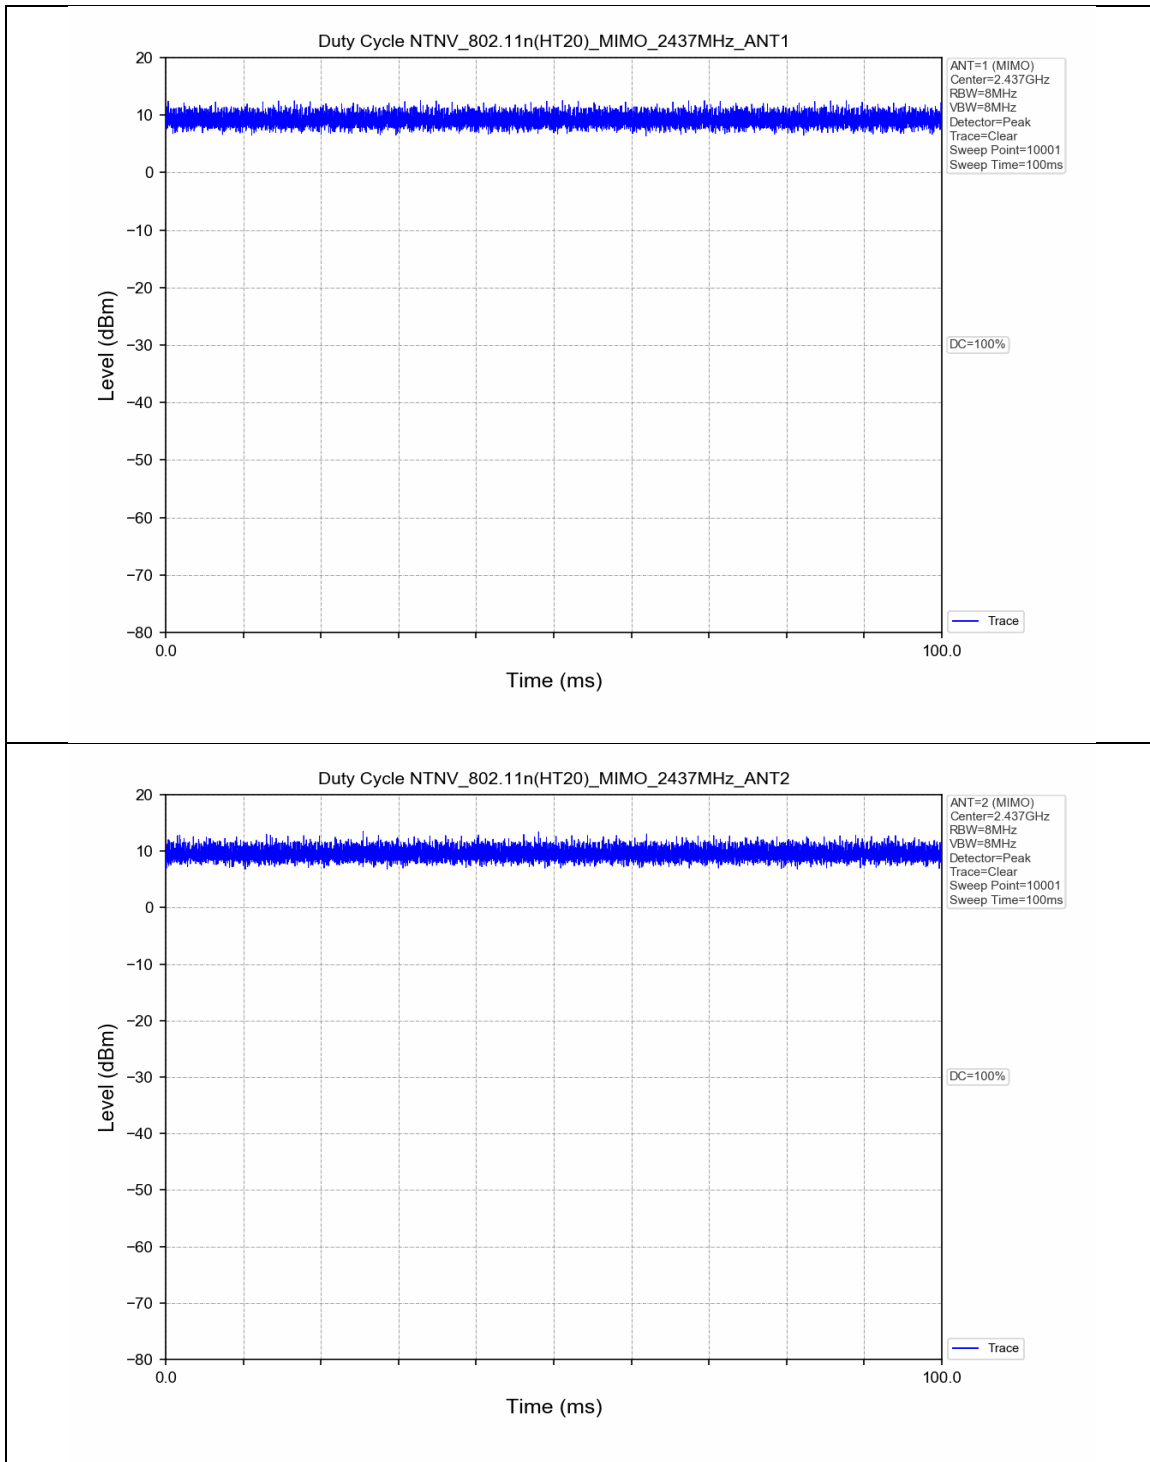 Duty Cycle NTNV_802.11n(HT20)_MIMO_2437MHz_ANT1
20
10
0
−10
−20
−30
−40
−50
−60
−70
−80
Level (dBm)
0.0
100.0
Time (ms)
ANT=1 (MIMO)
Center=2.437GHz
RBW=8MHz
VBW=8MHz
Detector=Peak
Trace=Clear
Sweep Point=10001
Sweep Time=100ms
DC=100%
Trace
Duty Cycle NTNV_802.11n(HT20)_MIMO_2437MHz_ANT2
20
10
0
−10
−20
−30
−40
−50
−60
−70
−80
Level (dBm)
0.0
100.0
Time (ms)
ANT=2 (MIMO)
Center=2.437GHz
RBW=8MHz
VBW=8MHz
Detector=Peak
Trace=Clear
Sweep Point=10001
Sweep Time=100ms
DC=100%
Trace